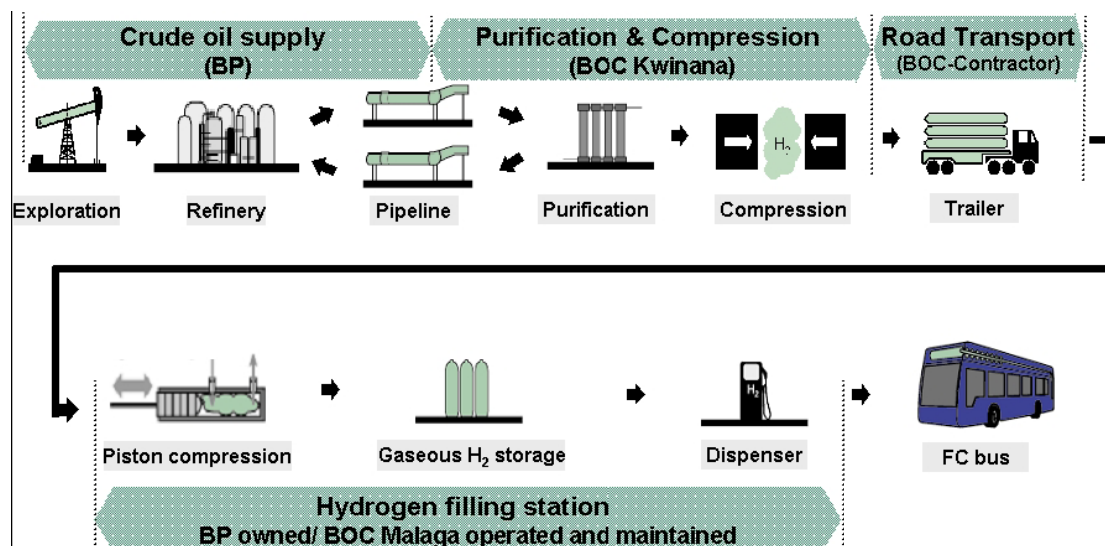 Crude oil supply
(BP)
Purification & Compression
(BOC Kwinana)
Road Transport
(BOC-Contractor)
H₂
Exploration
Refinery
Pipeline
Purification
Compression
Trailer
H₂
Piston compression
Gaseous H₂ storage
Dispenser
FC bus
Hydrogen filling station
BP owned/ BOC Malaga operated and maintained